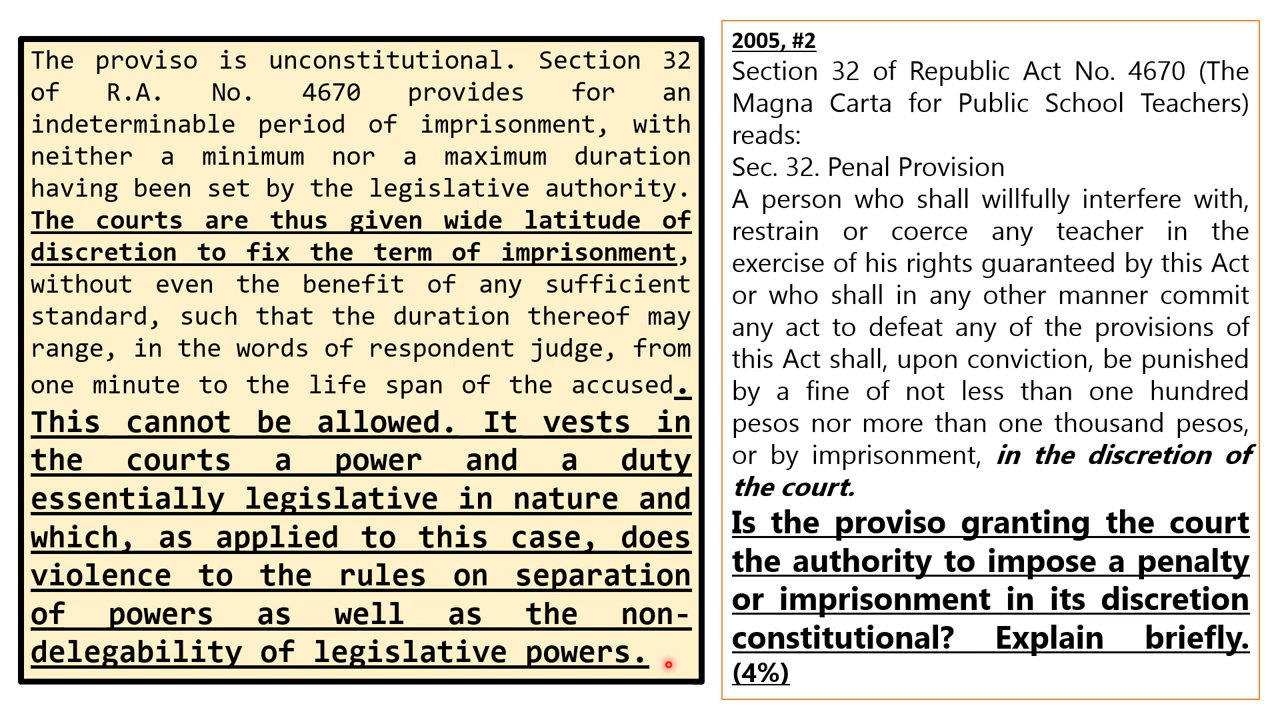 The proviso is unconstitutional. Section 32
of R.A. No. 4670 provides for an
indeterminable period of imprisonment, with
neither a minimum nor a maximum duration
having been set by the legislative authority.
The courts are thus given wide latitude of
discretion to fix the term of imprisonment,
without even the benefit of any sufficient
standard, such that the duration thereof may
range, in the words of respondent judge, from
one minute to the life span of the accused.
This cannot be allowed. It vests in
the courts a power and a duty
essentially legislative in nature and
which, as applied to this case, does
violence to the rules on separation
of powers as well as the non-
delegability of legislative powers.
2005, #2
Section 32 of Republic Act No. 4670 (The
Magna Carta for Public School Teachers)
reads:
Sec. 32. Penal Provision
A person who shall willfully interfere with,
restrain or coerce any teacher in the
exercise of his rights guaranteed by this Act
or who shall in any other manner commit
any act to defeat any of the provisions of
this Act shall, upon conviction, be punished
by a fine of not less than one hundred
pesos nor more than one thousand pesos,
or by imprisonment, in the discretion of
the court.
Is the proviso granting the court
the authority to impose a penalty
or imprisonment in its discretion
constitutional? Explain briefly.
(4%)